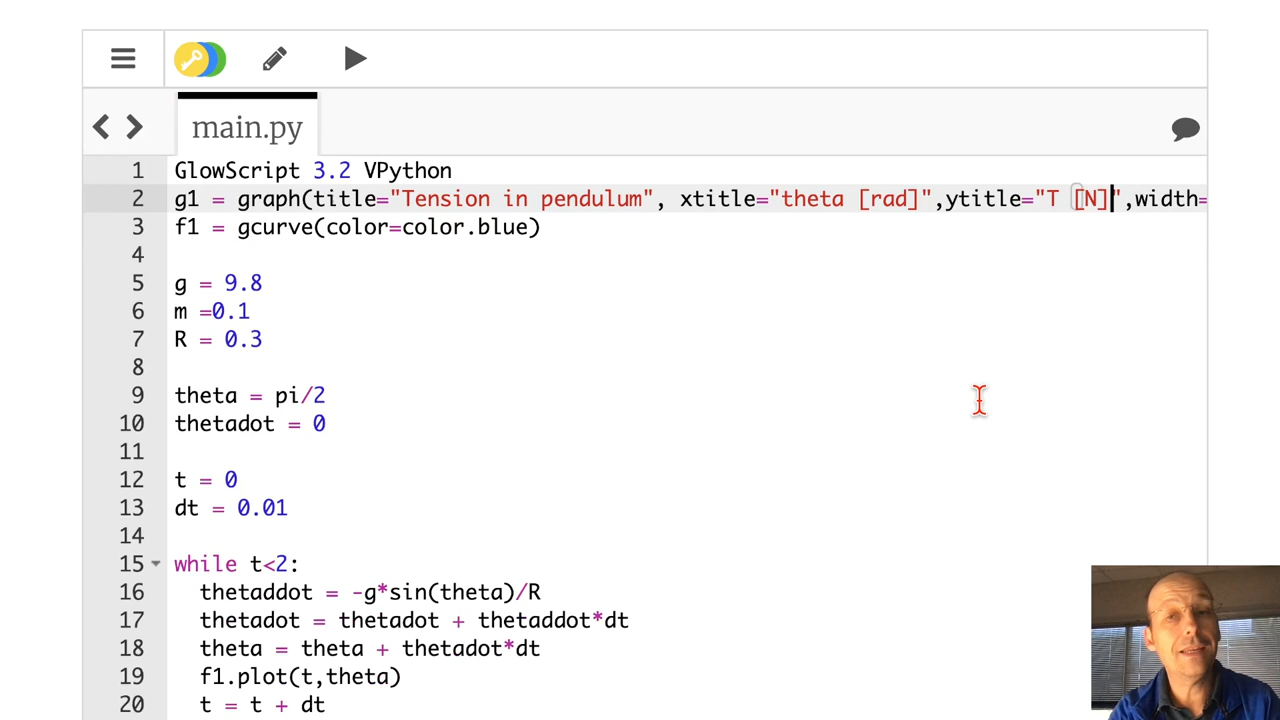 main.py
1 GlowScript 3.2 VPython
2 g1 = graph(title="Tension in pendulum", xtitle="theta [rad]",ytitle="T [N]",width=
3 f1 = gcurve(color=color.blue)
4
5 g = 9.8
6 m =0.1
7 R = 0.3
8
9 theta = pi/2
10 thetadot = 0
11
12 t = 0
13 dt = 0.01
14
15 while t<2:
16 thetaddot = -g*sin(theta)/R
17 thetadot = thetadot + thetaddot*dt
18 theta = theta + thetadot*dt
19 f1.plot(t,theta)
20 t = t + dt